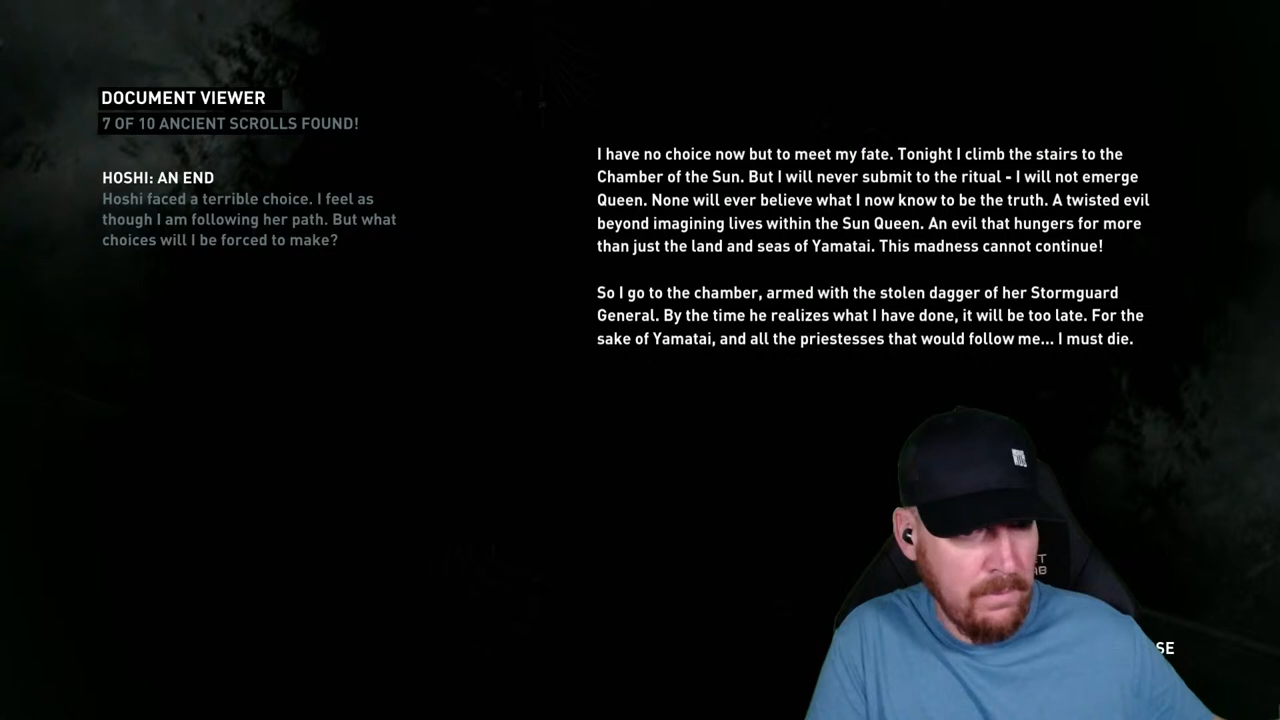 DOCUMENT VIEWER
7 OF 10 ANCIENT SCROLLS FOUND!
HOSHI: AN END
Hoshi faced a terrible choice. I feel as
though I am following her path. But what
choices will I be forced to make?
I have no choice now but to meet my fate. Tonight I climb the stairs to the
Chamber of the Sun. But I will never submit to the ritual - I will not emerge
Queen. None will ever believe what I now know to be the truth. A twisted evil
beyond imagining lives within the Sun Queen. An evil that hungers for more
than just the land and seas of Yamatai. This madness cannot continue!
So I go to the chamber, armed with the stolen dagger of her Stormguard
General. By the time he realizes what I have done, it will be too late. For the
sake of Yamatai, and all the priestesses that would follow me... I must die.
SE